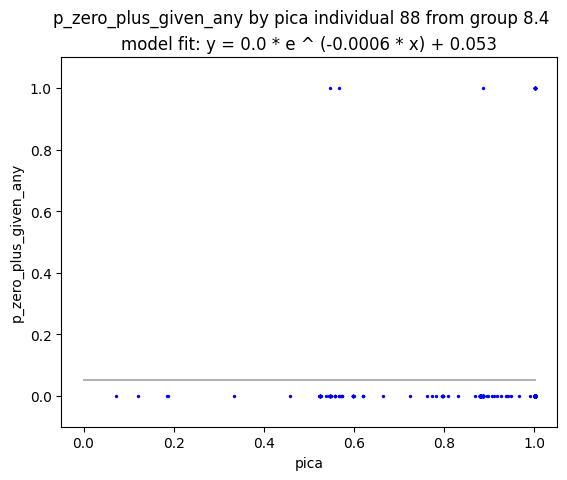 p_zero_plus_given_any by pica individual 88 from group 8.4
model fit: y = 0.0 * e ^ (-0.0006 * x) + 0.053
1.0
0.8
0.6
0.4
0.2
0.0
p_zero_plus_given_any
0.0 0.2 0.4 0.6 0.8 1.0
pica